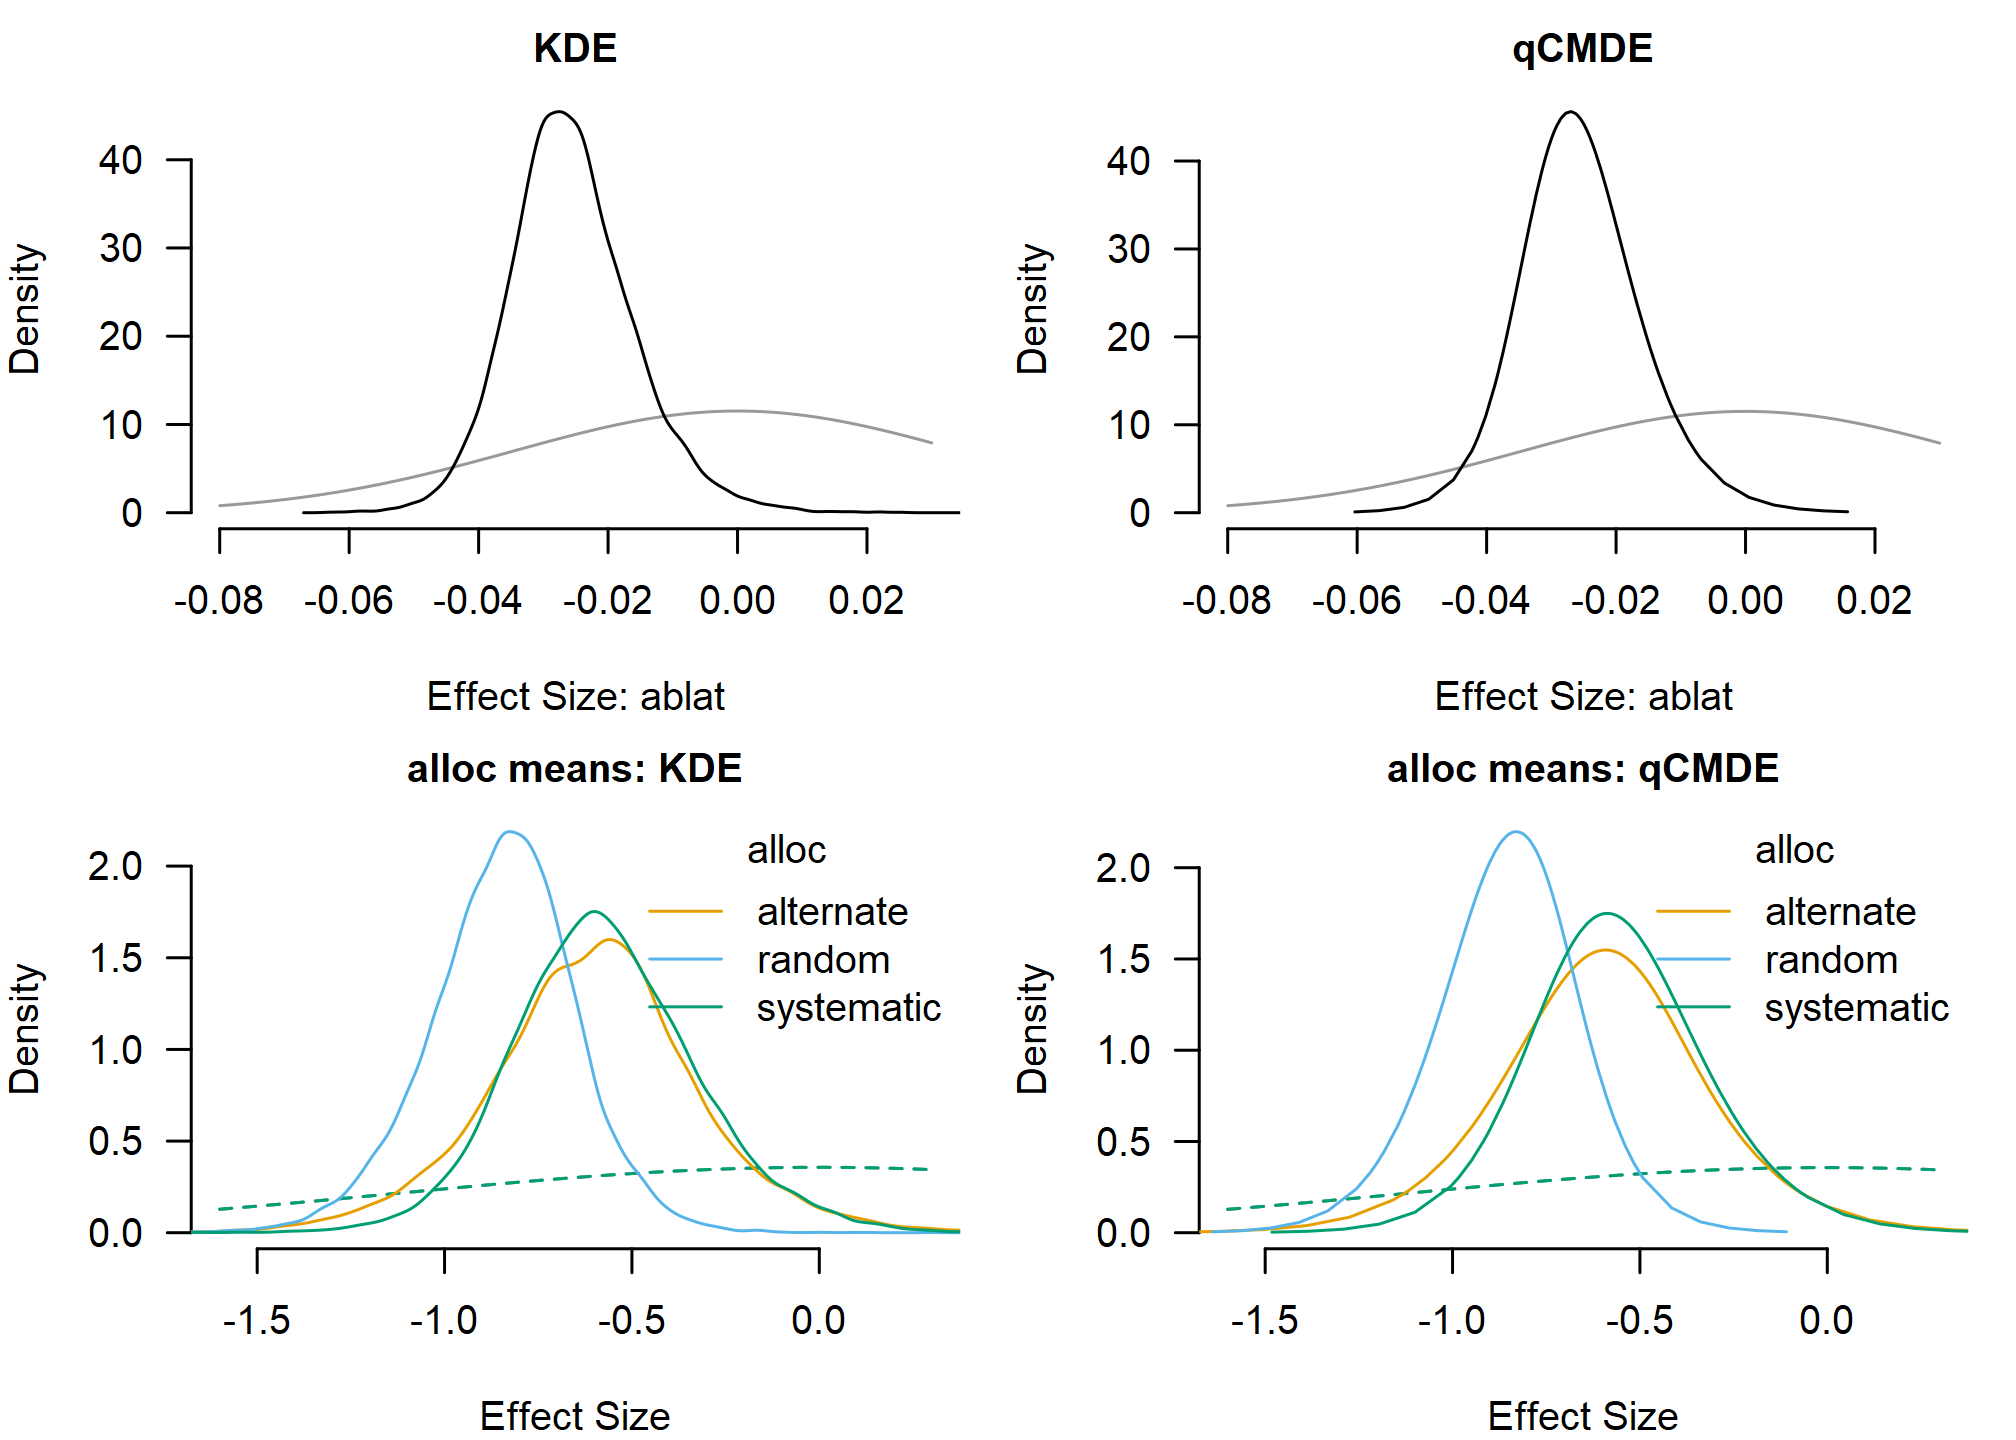 KDE
Density
40
30
20
10
0
-0.08 -0.06 -0.04 -0.02 0.00 0.02
Effect Size: ablat
qCMDE
Density
40
30
20
10
0
-0.08 -0.06 -0.04 -0.02 0.00 0.02
Effect Size: ablat
alloc means: KDE
Density
2.0
1.5
1.0
0.5
0.0
alloc
alternate
random
systematic
-1.5 -1.0 -0.5 0.0
Effect Size
alloc means: qCMDE
Density
2.0
1.5
1.0
0.5
0.0
alloc
alternate
random
systematic
-1.5 -1.0 -0.5 0.0
Effect Size